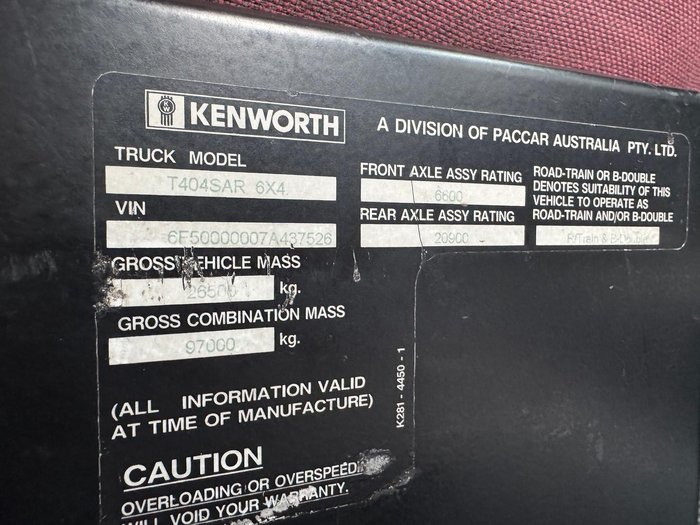 KENWORTH
A DIVISION OF PACCAR AUSTRALIA PTY. LTD.
TRUCK MODEL
T404SAR 6X4
VIN
6F50000007A437526
GROSS VEHICLE MASS
26500 kg.
GROSS COMBINATION MASS
97000 kg.
FRONT AXLE ASSY RATING
6600
REAR AXLE ASSY RATING
20900
ROAD-TRAIN OR B-DOUBLE
DENOTES SUITABILITY OF THIS
VEHICLE TO OPERATE AS
ROAD-TRAIN AND/OR B-DOUBLE
R/Train & B-Double
(ALL INFORMATION VALID
AT TIME OF MANUFACTURE)
K281 - 4450 - 1
CAUTION
OVERLOADING OR OVERSPEED
WILL VOID YOUR WARRANTY.